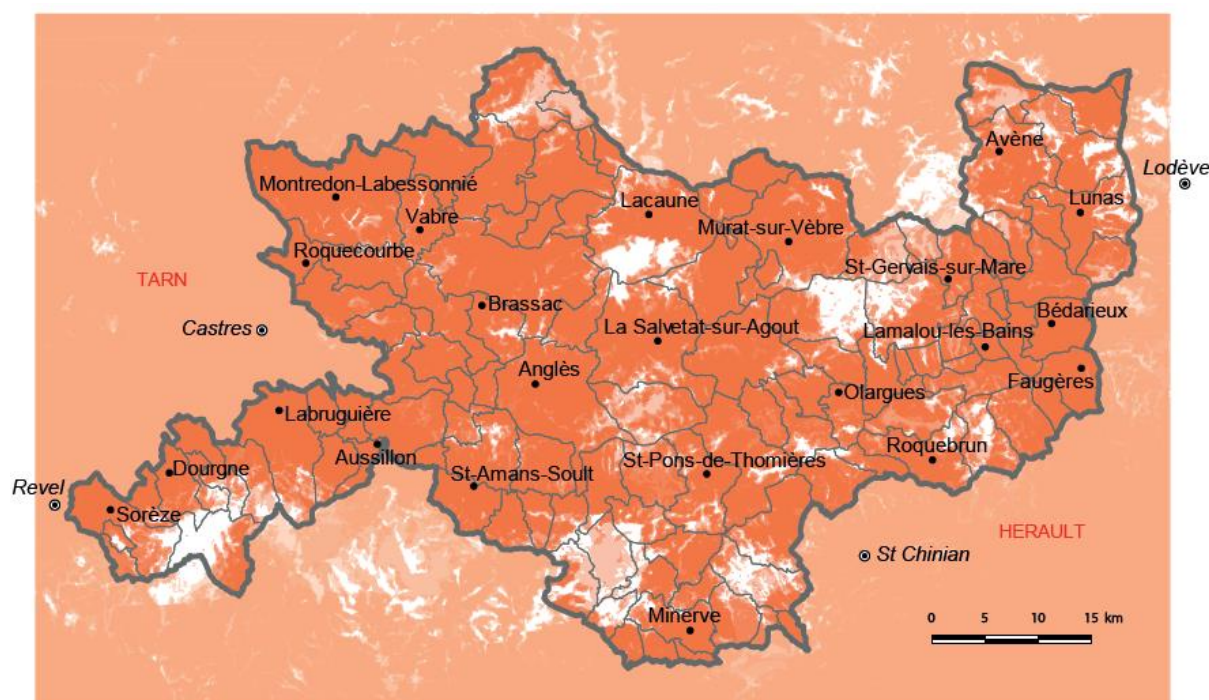 Avène
Lodève
Montredon-Labessonnié
Lunas
Lacaune
Vabre
Murat-sur-Vèbre
Roquecourbe
St-Gervais-sur-Mare
TARN
Brassac
Bédarieux
Castres
La Salvetat-sur-Agout
Lamalou-les-Bains
Anglès
Faugères
Olargues
Labruguière
Roquebrun
Aussillon
St-Pons-de-Thomières
Dourgne
St-Amans-Soult
Revel
Sorèze
HERAULT
St Chinian
Minerve
0 5 10 15 km